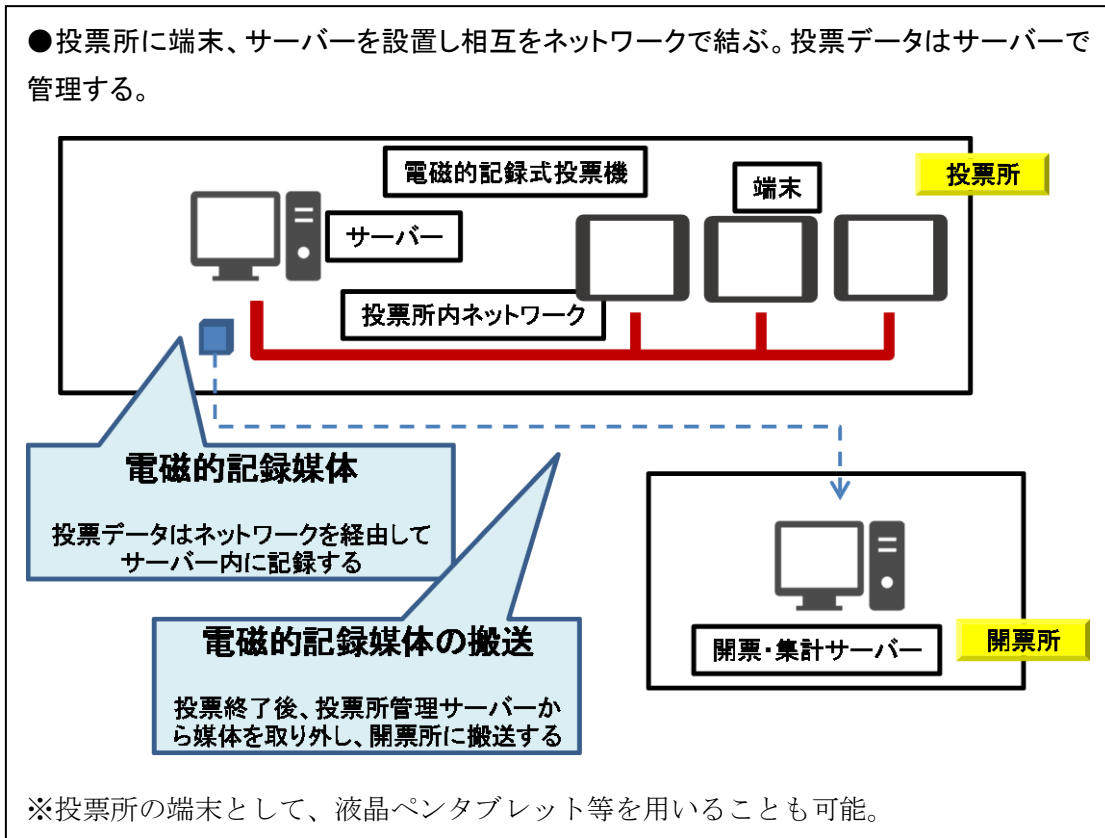 ●投票所に端末、サーバーを設置し相互をネットワークで結ぶ。投票データはサーバーで
管理する。
電磁的記録式投票機
端末
投票所
サーバー
投票所内ネットワーク
電磁的記録媒体
投票データはネットワークを経由して
サーバー内に記録する
電磁的記録媒体の搬送
投票終了後、投票所管理サーバーか
ら媒体を取り外し、開票所に搬送する
開票・集計サーバー
開票所
※投票所の端末として、液晶ペンタブレット等を用いることも可能。